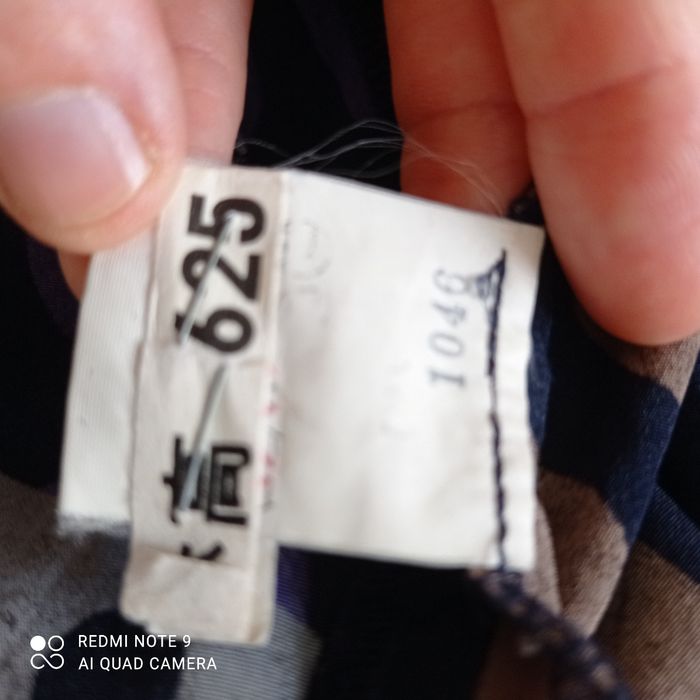 高 625
1046
REDMI NOTE 9
AI QUAD CAMERA